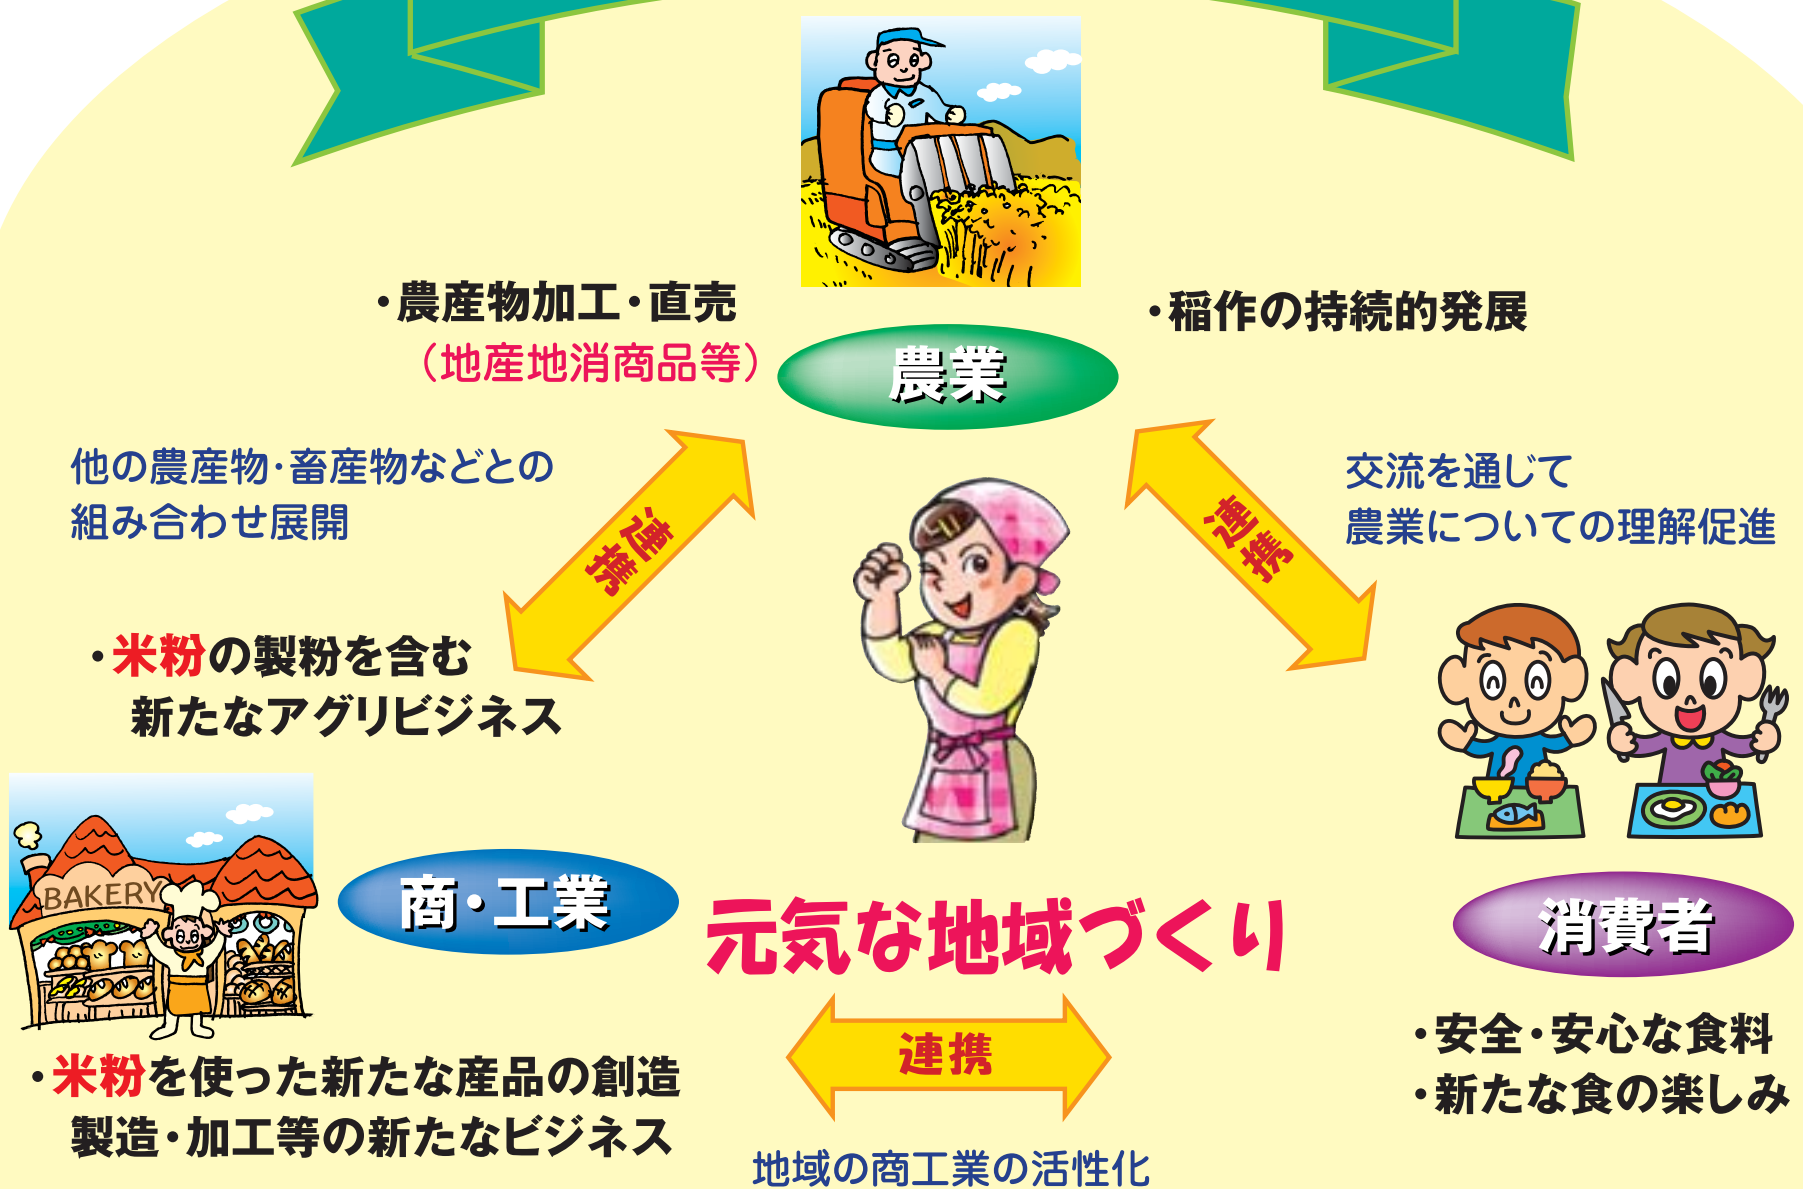 ・農産物加工・直売
（地産地消商品等）
・稲作の持続的発展
農業
他の農産物・畜産物などとの
組み合わせ展開
連携
交流を通じて
農業についての理解促進
連携
・米粉の製粉を含む
新たなアグリビジネス
BAKERY
商・工業
元気な地域づくり
消費者
連携
・米粉を使った新たな産品の創造
製造・加工等の新たなビジネス
地域の商工業の活性化
・安全・安心な食料
・新たな食の楽しみ